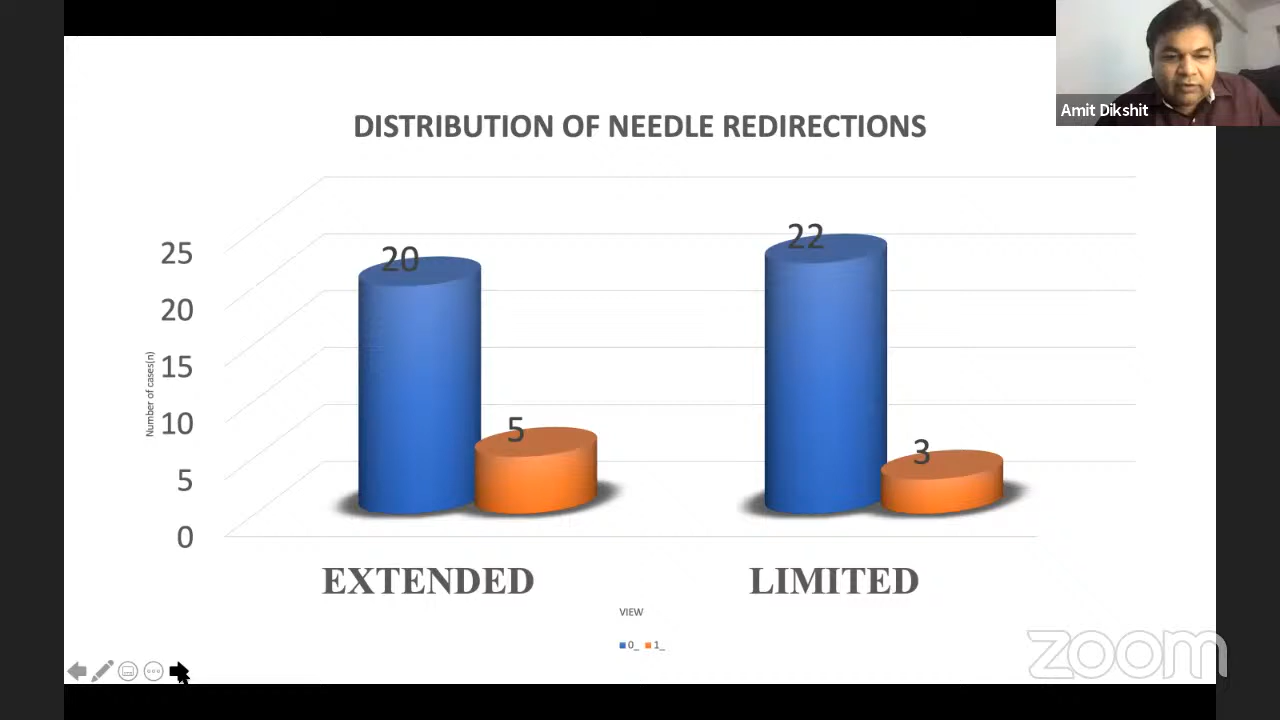 Amit Dikshit
DISTRIBUTION OF NEEDLE REDIRECTIONS
Number of cases(n)
25
20
15
10
5
0
20
5
22
3
EXTENDED
LIMITED
VIEW
0_ 1_
zoom